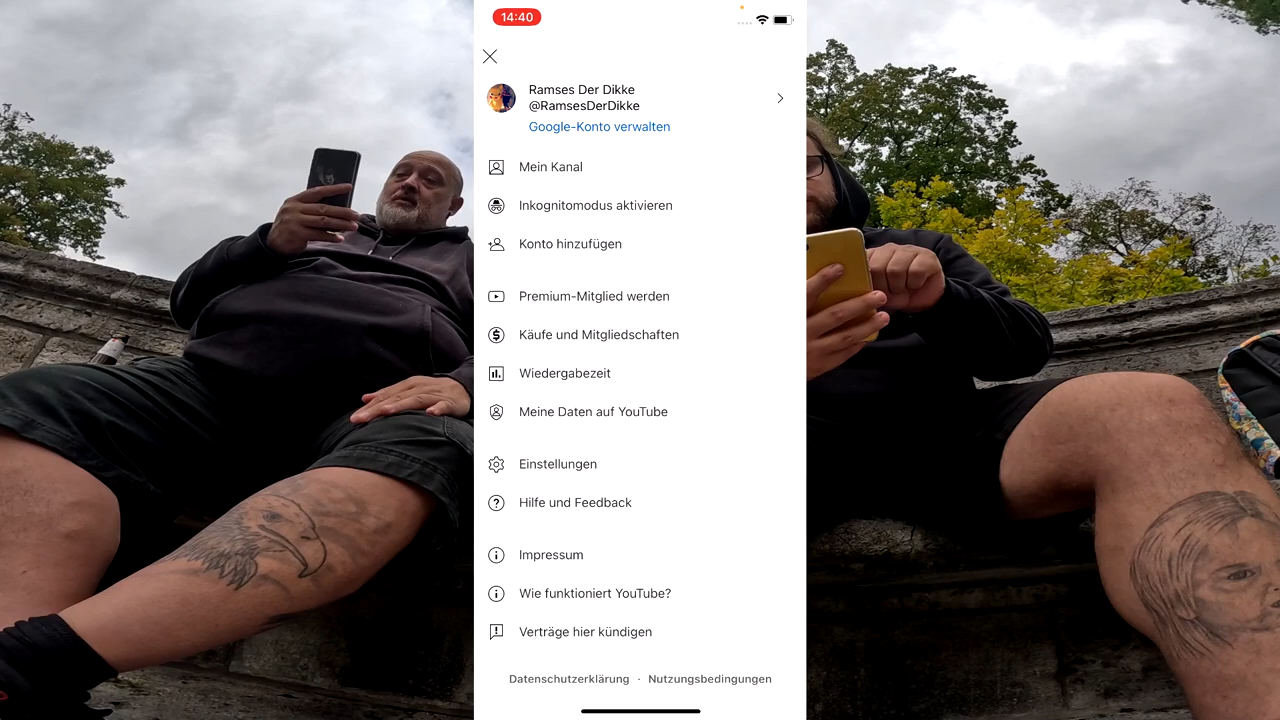 14:40
Ramses Der Dikke
@RamsesDerDikke
Google-Konto verwalten
Mein Kanal
Inkognitomodus aktivieren
Konto hinzufügen
Premium-Mitglied werden
Käufe und Mitgliedschaften
Wiedergabezeit
Meine Daten auf YouTube
Einstellungen
Hilfe und Feedback
Impressum
Wie funktioniert YouTube?
Verträge hier kündigen
Datenschutzerklärung · Nutzungsbedingungen